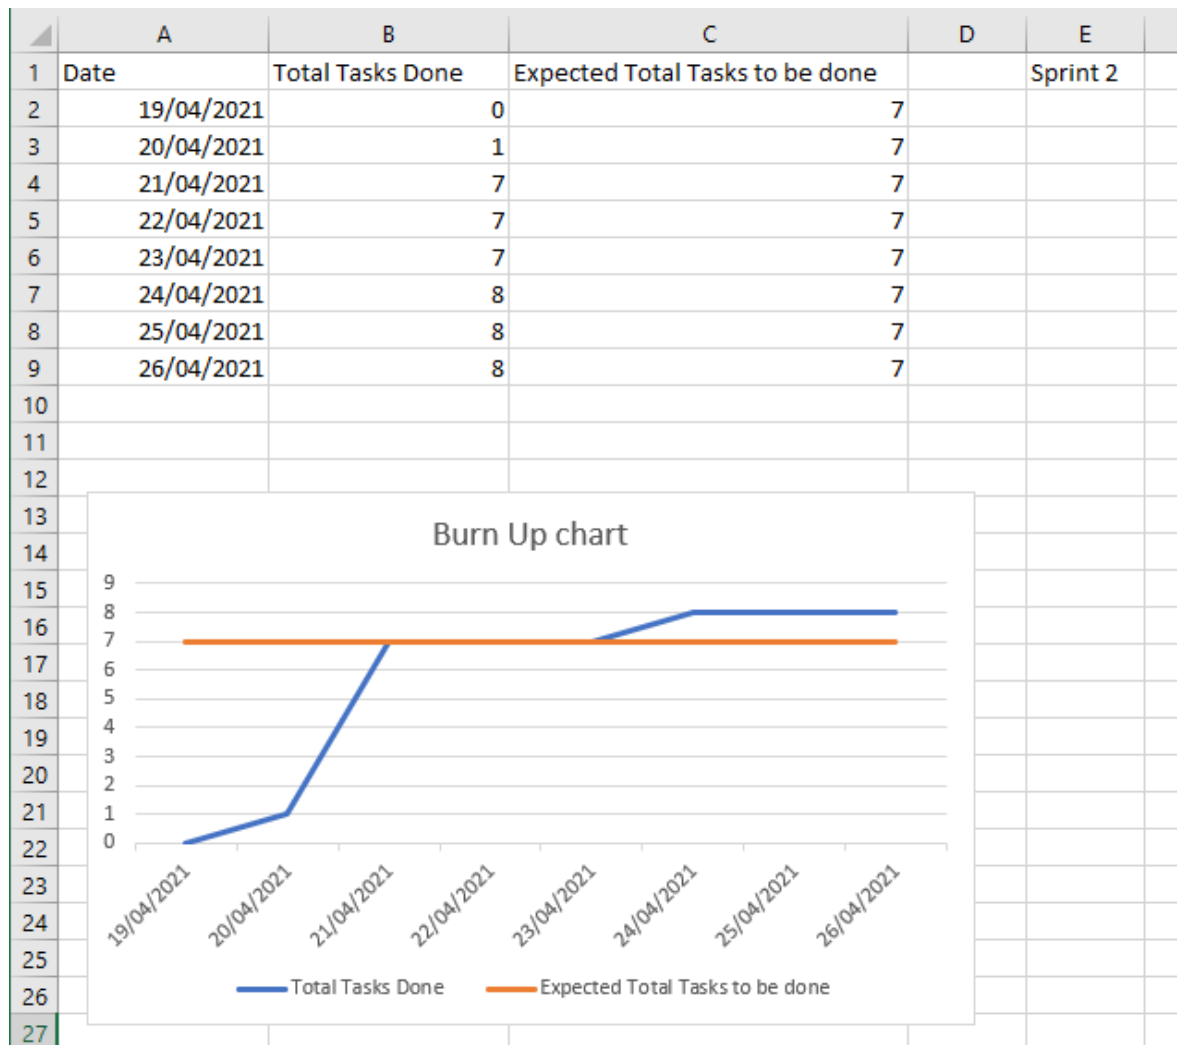 A B C D E
1 Date Total Tasks Done Expected Total Tasks to be done Sprint 2
2 19/04/2021 0 7
3 20/04/2021 1 7
4 21/04/2021 7 7
5 22/04/2021 7 7
6 23/04/2021 7 7
7 24/04/2021 8 7
8 25/04/2021 8 7
9 26/04/2021 8 7
10
11
12
13
14
15
16
17
18
19
20
21
22
23
24
25
26
27
Burn Up chart
9
8
7
6
5
4
3
2
1
0
19/04/2021 20/04/2021 21/04/2021 22/04/2021 23/04/2021 24/04/2021 25/04/2021 26/04/2021
Total Tasks Done Expected Total Tasks to be done